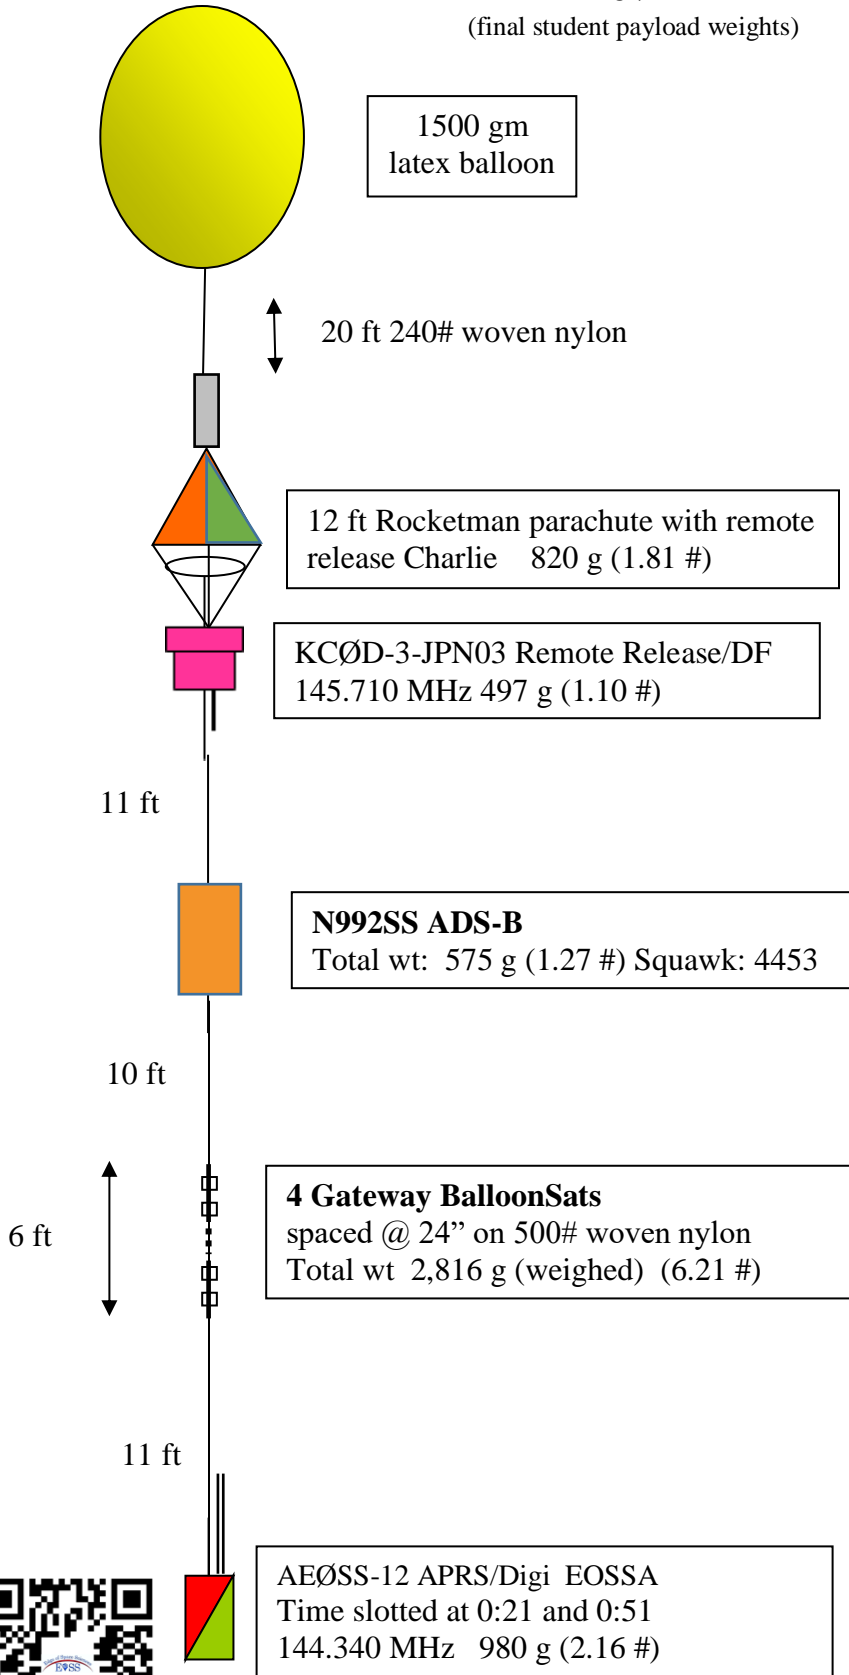 (final student payload weights)
1500 gm
latex balloon
20 ft 240# woven nylon
12 ft Rocketman parachute with remote
release Charlie    820 g (1.81 #)
KCØD-3-JPN03 Remote Release/DF
145.710 MHz 497 g (1.10 #)
11 ft
N992SS ADS-B
Total wt:  575 g (1.27 #) Squawk: 4453
10 ft
4 Gateway BalloonSats
spaced @ 24” on 500# woven nylon
Total wt  2,816 g (weighed)  (6.21 #)
6 ft
11 ft
AEØSS-12 APRS/Digi  EOSSA
Time slotted at 0:21 and 0:51
144.340 MHz   980 g (2.16 #)
EOSS